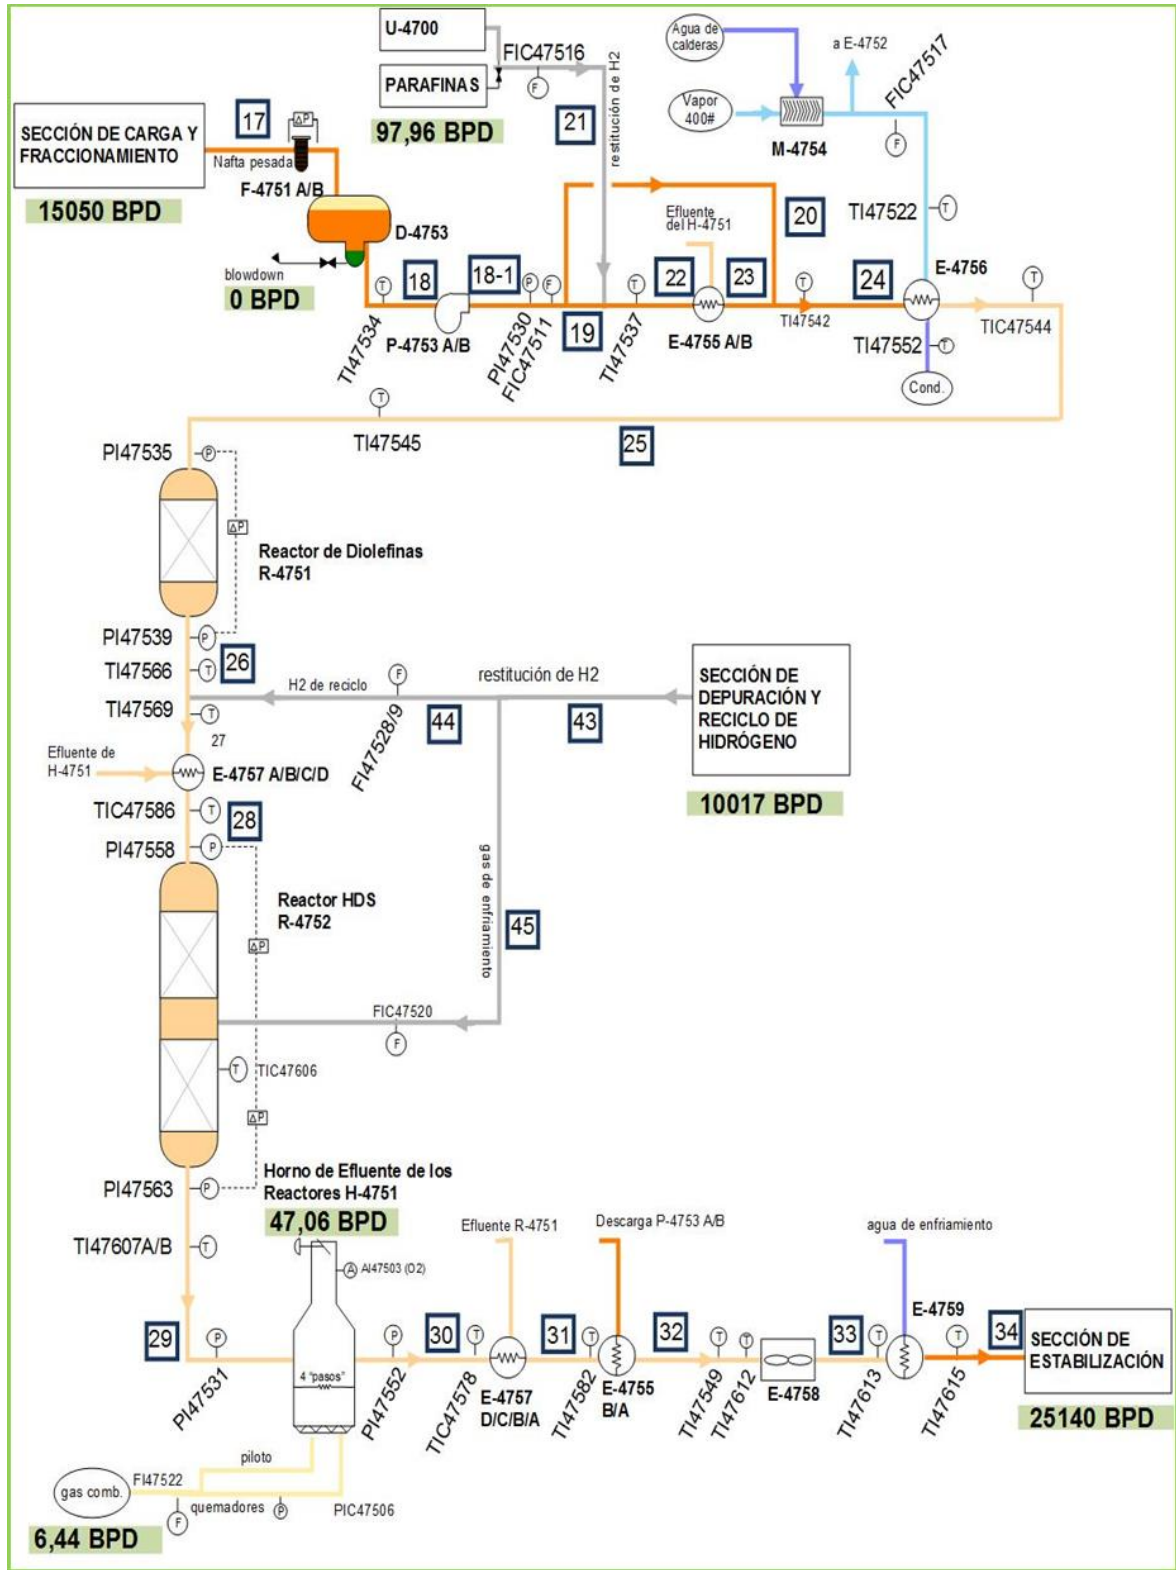 U-4700
PARAFINAS
97,96 BPD
FIC47516
21
restitución de H2
Agua de
calderas
a E-4752
FIC47517
Vapor
400#
M-4754
TI47522
SECCIÓN DE CARGA Y
FRACCIONAMIENTO
15050 BPD
17
ΔP
Nafta pesada
F-4751 A/B
D-4753
blowdown
0 BPD
T
18
18-1
P
F
TI47534
P-4753 A/B
PI47530
FIC47511
19
T
TI47537
Efluente
del H-4751
22
23
E-4755 A/B
20
T
TI47542
24
E-4756
T
TIC47544
TI47552
T
Cond.
T
F
F
T
TI47545
25
PI47535
P
ΔP
Reactor de Diolefinas
R-4751
PI47539
P
TI47566
T
26
TI47569
T
27
H2 de reciclo
F
FI47528/9
44
restitución de H2
43
SECCIÓN DE
DEPURACIÓN Y
RECICLO DE
HIDRÓGENO
10017 BPD
Efluente de
H-4751
E-4757 A/B/C/D
TIC47586
T
28
PI47558
P
Reactor HDS
R-4752
ΔP
gas de enfriamiento
45
FIC47520
F
T
TIC47606
ΔP
PI47563
P
TI47607A/B
T
Horno de Efluente de los
Reactores H-4751
47,06 BPD
A
AI47503 (O2)
29
P
PI47531
4 "pasos"
P
PI47552
30
T
TIC47578
Efluente R-4751
E-4757
D/C/B/A
31
T
TI47582
Descarga P-4753 A/B
E-4755
B/A
32
T
TI47549
T
TI47612
E-4758
33
T
TI47613
agua de enfriamiento
E-4759
T
TI47615
34
SECCIÓN DE
ESTABILIZACIÓN
25140 BPD
piloto
gas comb.
FI47522
F
quemadores
P
PIC47506
6,44 BPD